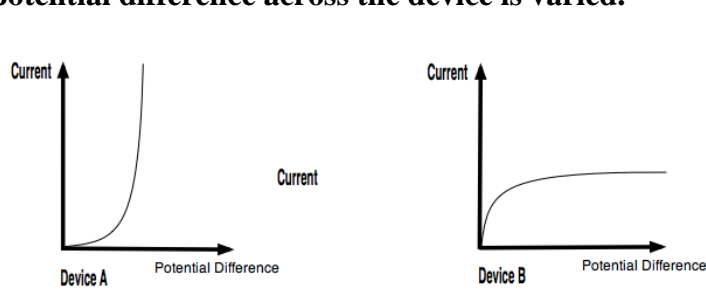 potential difference across the device is varied.
Current
Current
Current
Device A
Potential Difference
Device B
Potential Difference